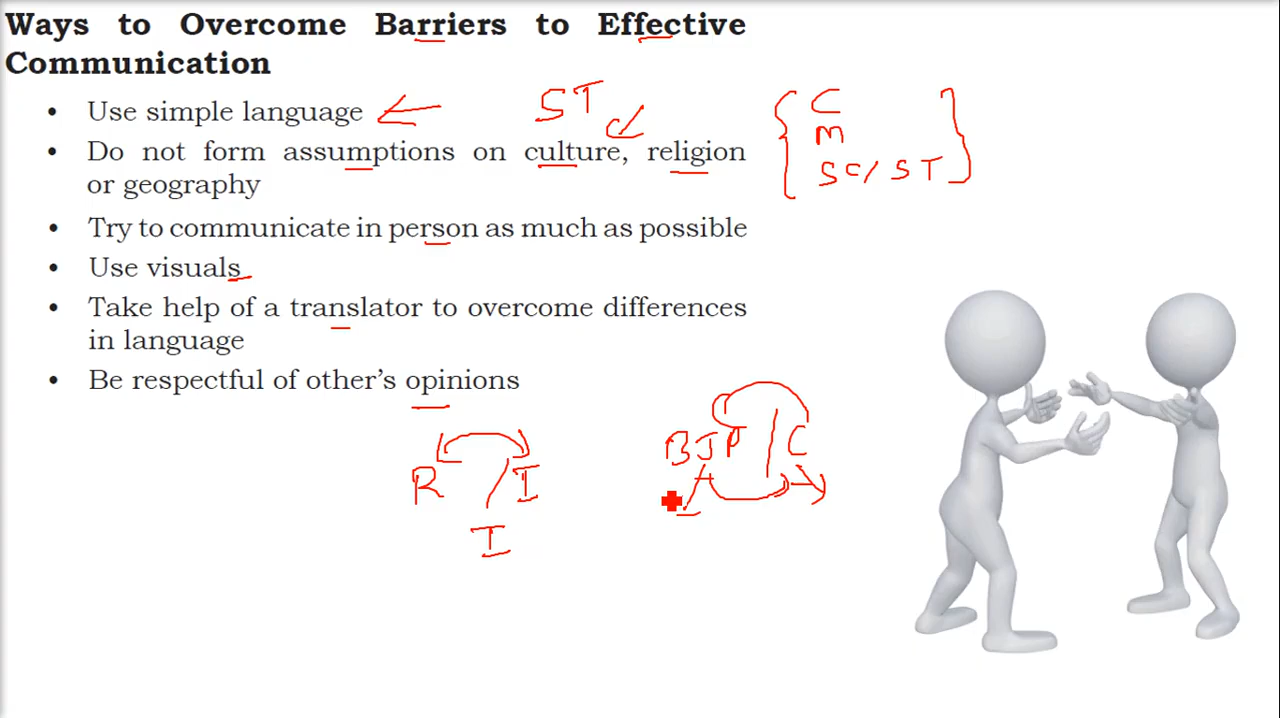 Ways to Overcome Barriers to Effective
Communication
• Use simple language
ST
C
M
SC/ST
• Do not form assumptions on culture, religion
or geography
• Try to communicate in person as much as possible
• Use visuals
• Take help of a translator to overcome differences
in language
• Be respectful of other's opinions
R I
I
BJP C